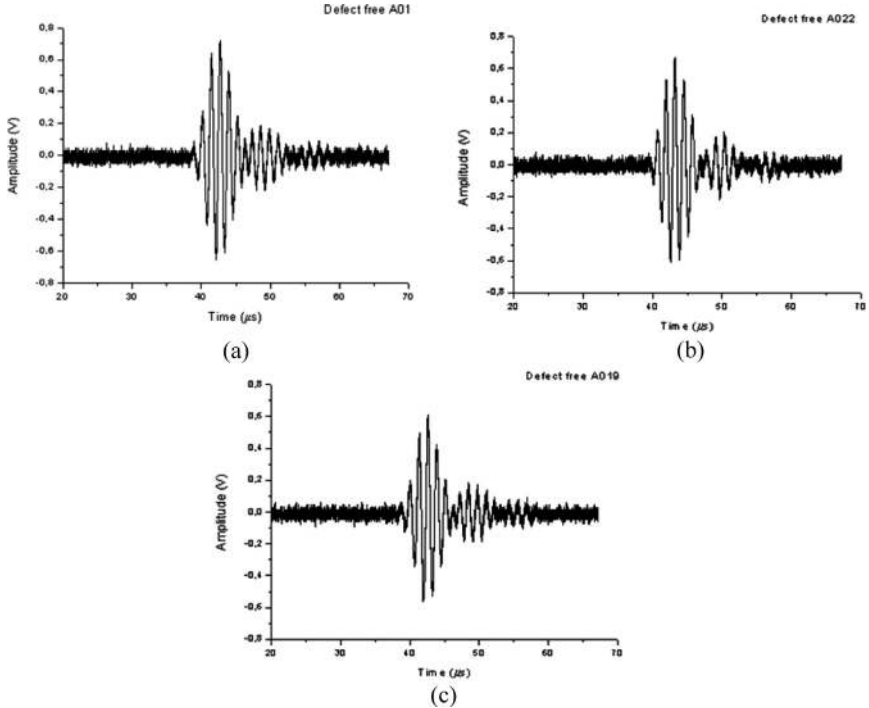 Defect free A01
0,8
0,6
0,4
0,2
0,0
-0,2
-0,4
-0,6
-0,8
Amplitude (V)
20 30 40 50 60 70
Time (μs)
(a)
Defect free A022
0,8
0,6
0,4
0,2
0,0
-0,2
-0,4
-0,6
-0,8
Amplitude (V)
20 30 40 50 60 70
Time (μs)
(b)
Defect free A019
0,8
0,6
0,4
0,2
0,0
-0,2
-0,4
-0,6
-0,8
Amplitude (V)
20 30 40 50 60 70
Time (μs)
(c)